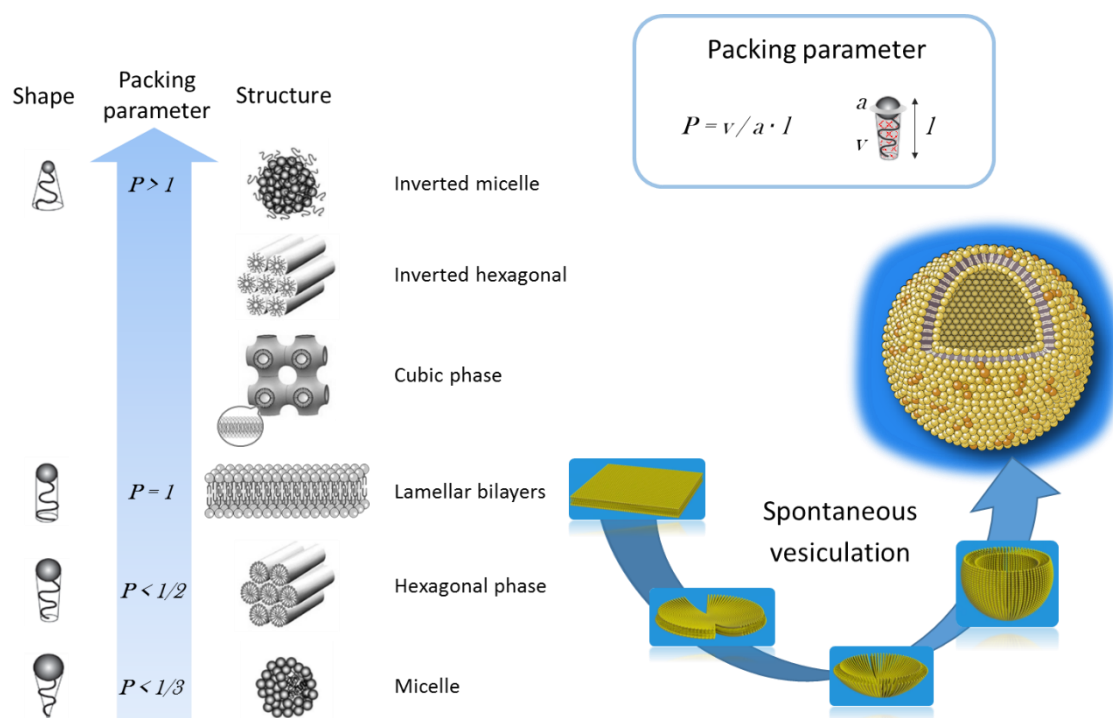 Packing parameter
P = v / a · l
a
v
l
Shape
Packing
parameter
Structure
P > 1
Inverted micelle
Inverted hexagonal
Cubic phase
P = 1
Lamellar bilayers
P < 1/2
Hexagonal phase
P < 1/3
Micelle
Spontaneous
vesiculation